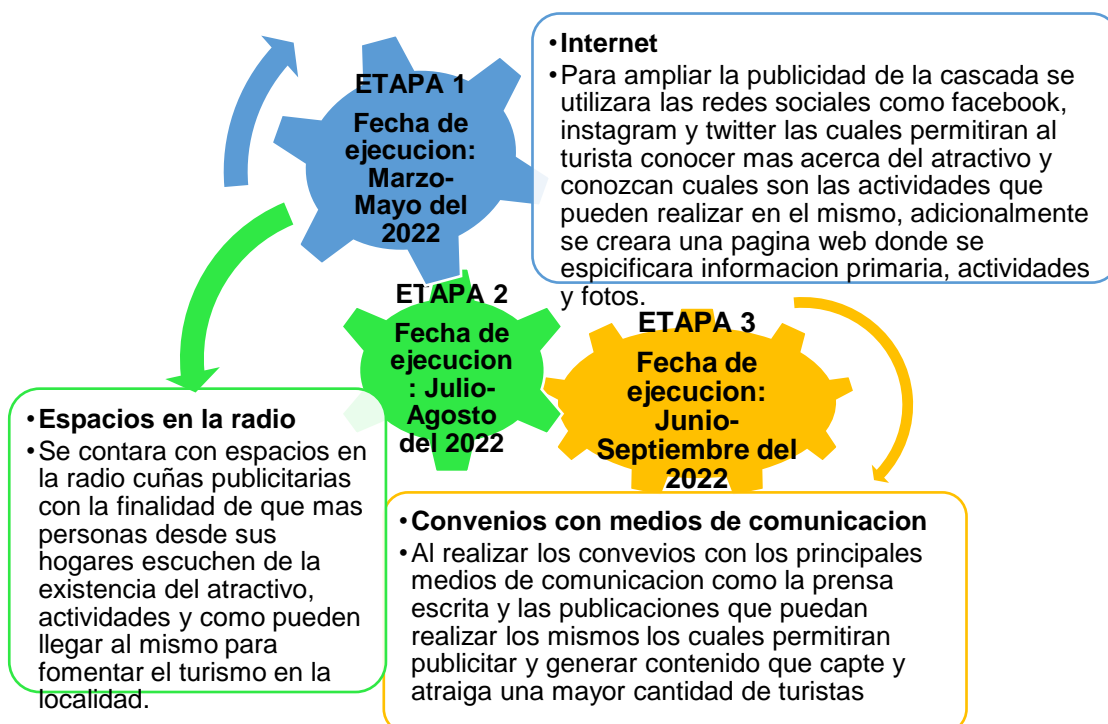 ETAPA 1
Fecha de
ejecucion:
Marzo-
Mayo del
2022
•Internet
•Para ampliar la publicidad de la cascada se
utilizara las redes sociales como facebook,
instagram y twitter las cuales permitiran al
turista conocer mas acerca del atractivo y
conozcan cuales son las actividades que
pueden realizar en el mismo, adicionalmente
se creara una pagina web donde se
espicificara informacion primaria, actividades
y fotos.
ETAPA 2
Fecha de
ejecucion
: Julio-
Agosto
del 2022
•Espacios en la radio
•Se contara con espacios en
la radio cuñas publicitarias
con la finalidad de que mas
personas desde sus
hogares escuchen de la
existencia del atractivo,
actividades y como pueden
llegar al mismo para
fomentar el turismo en la
localidad.
ETAPA 3
Fecha de
ejecucion:
Junio-
Septiembre del
2022
•Convenios con medios de comunicacion
•Al realizar los convevios con los principales
medios de comunicacion como la prensa
escrita y las publicaciones que puedan
realizar los mismos los cuales permitiran
publicitar y generar contenido que capte y
atraiga una mayor cantidad de turistas